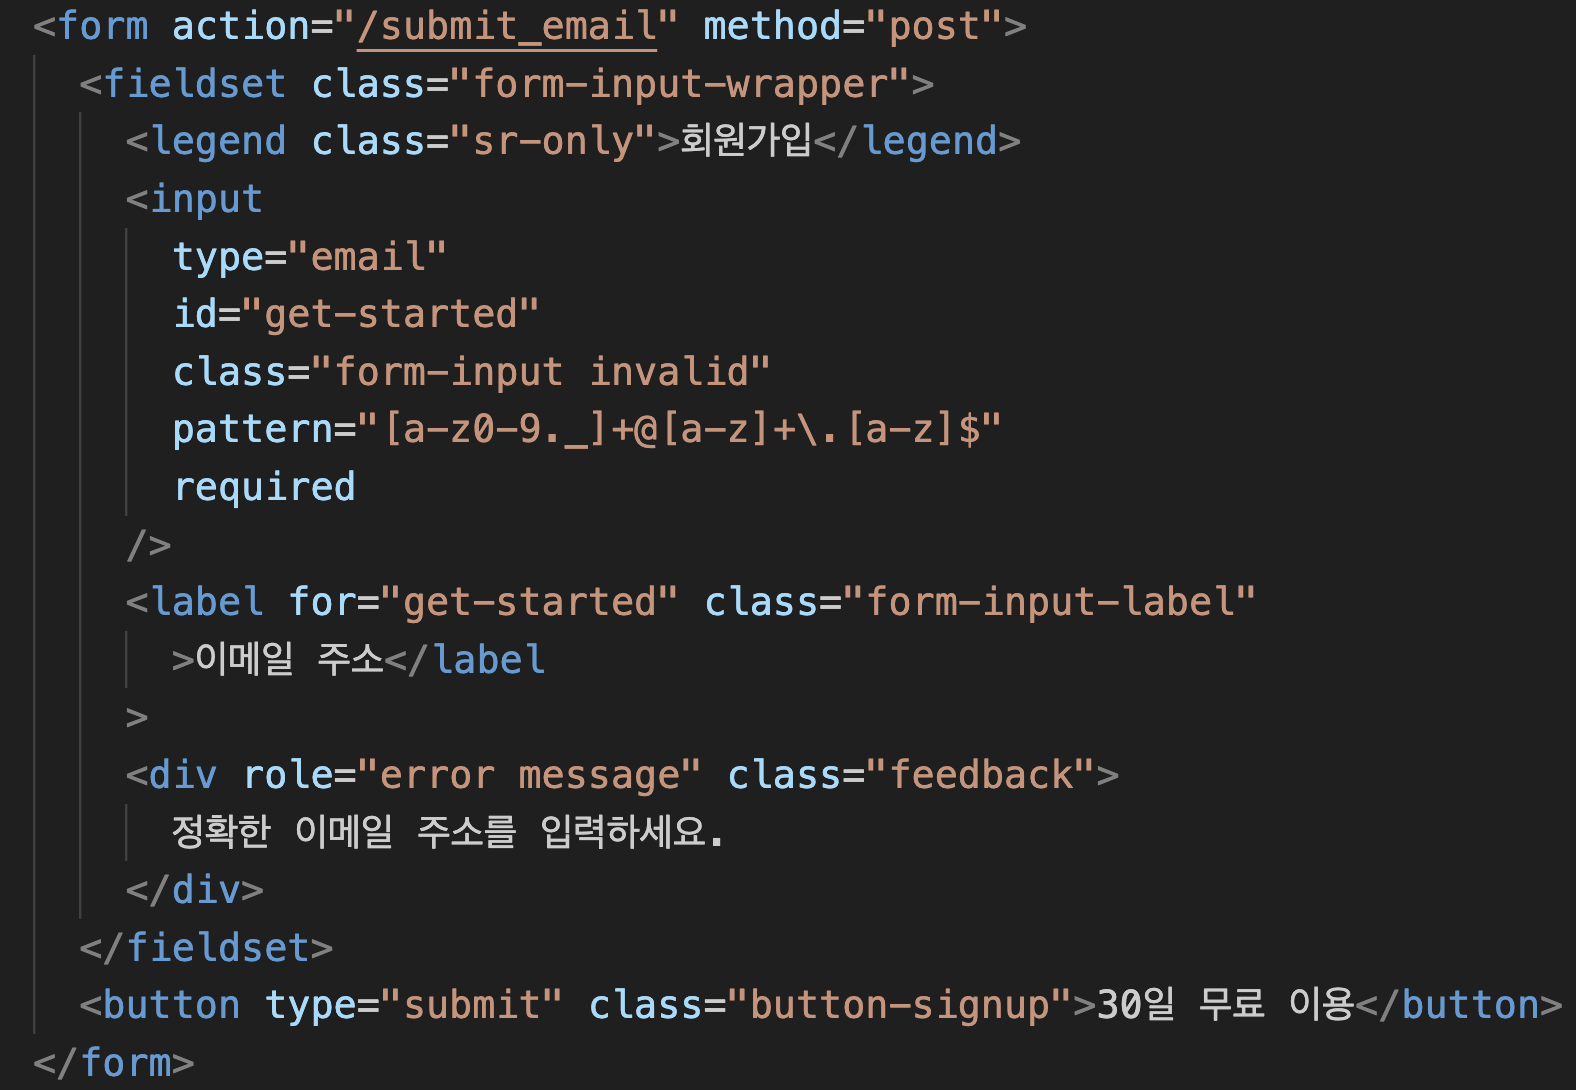 <form action="/submit_email" method="post">
<fieldset class="form-input-wrapper">
<legend class="sr-only">회원가입</legend>
<input
type="email"
id="get-started"
class="form-input invalid"
pattern="[a-z0-9._]+@[a-z]+\.[a-z]$"
required
/>
<label for="get-started" class="form-input-label"
>이메일 주소</label
>
<div role="error message" class="feedback">
정확한 이메일 주소를 입력하세요.
</div>
</fieldset>
<button type="submit" class="button-signup">30일 무료 이용</button>
</form>